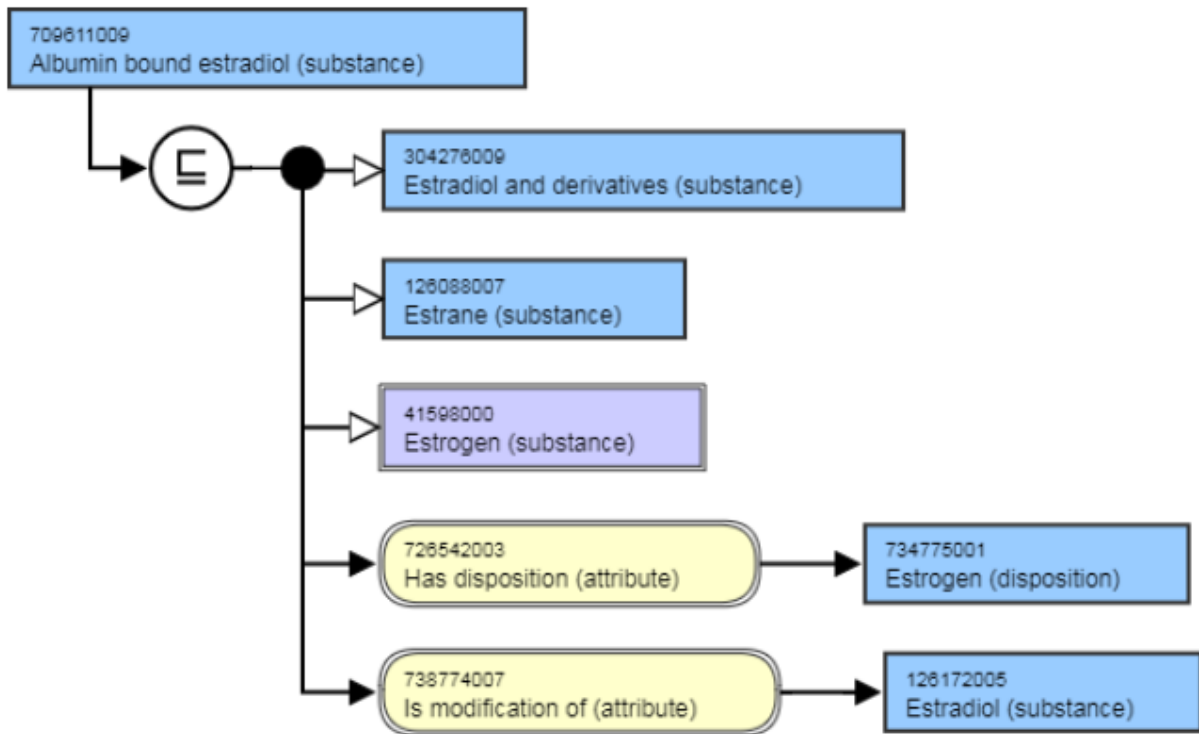 709611009
Albumin bound estradiol (substance)
⊑
304276009
Estradiol and derivatives (substance)
126088007
Estrane (substance)
41598000
Estrogen (substance)
726542003
Has disposition (attribute)
734775001
Estrogen (disposition)
738774007
Is modification of (attribute)
126172005
Estradiol (substance)